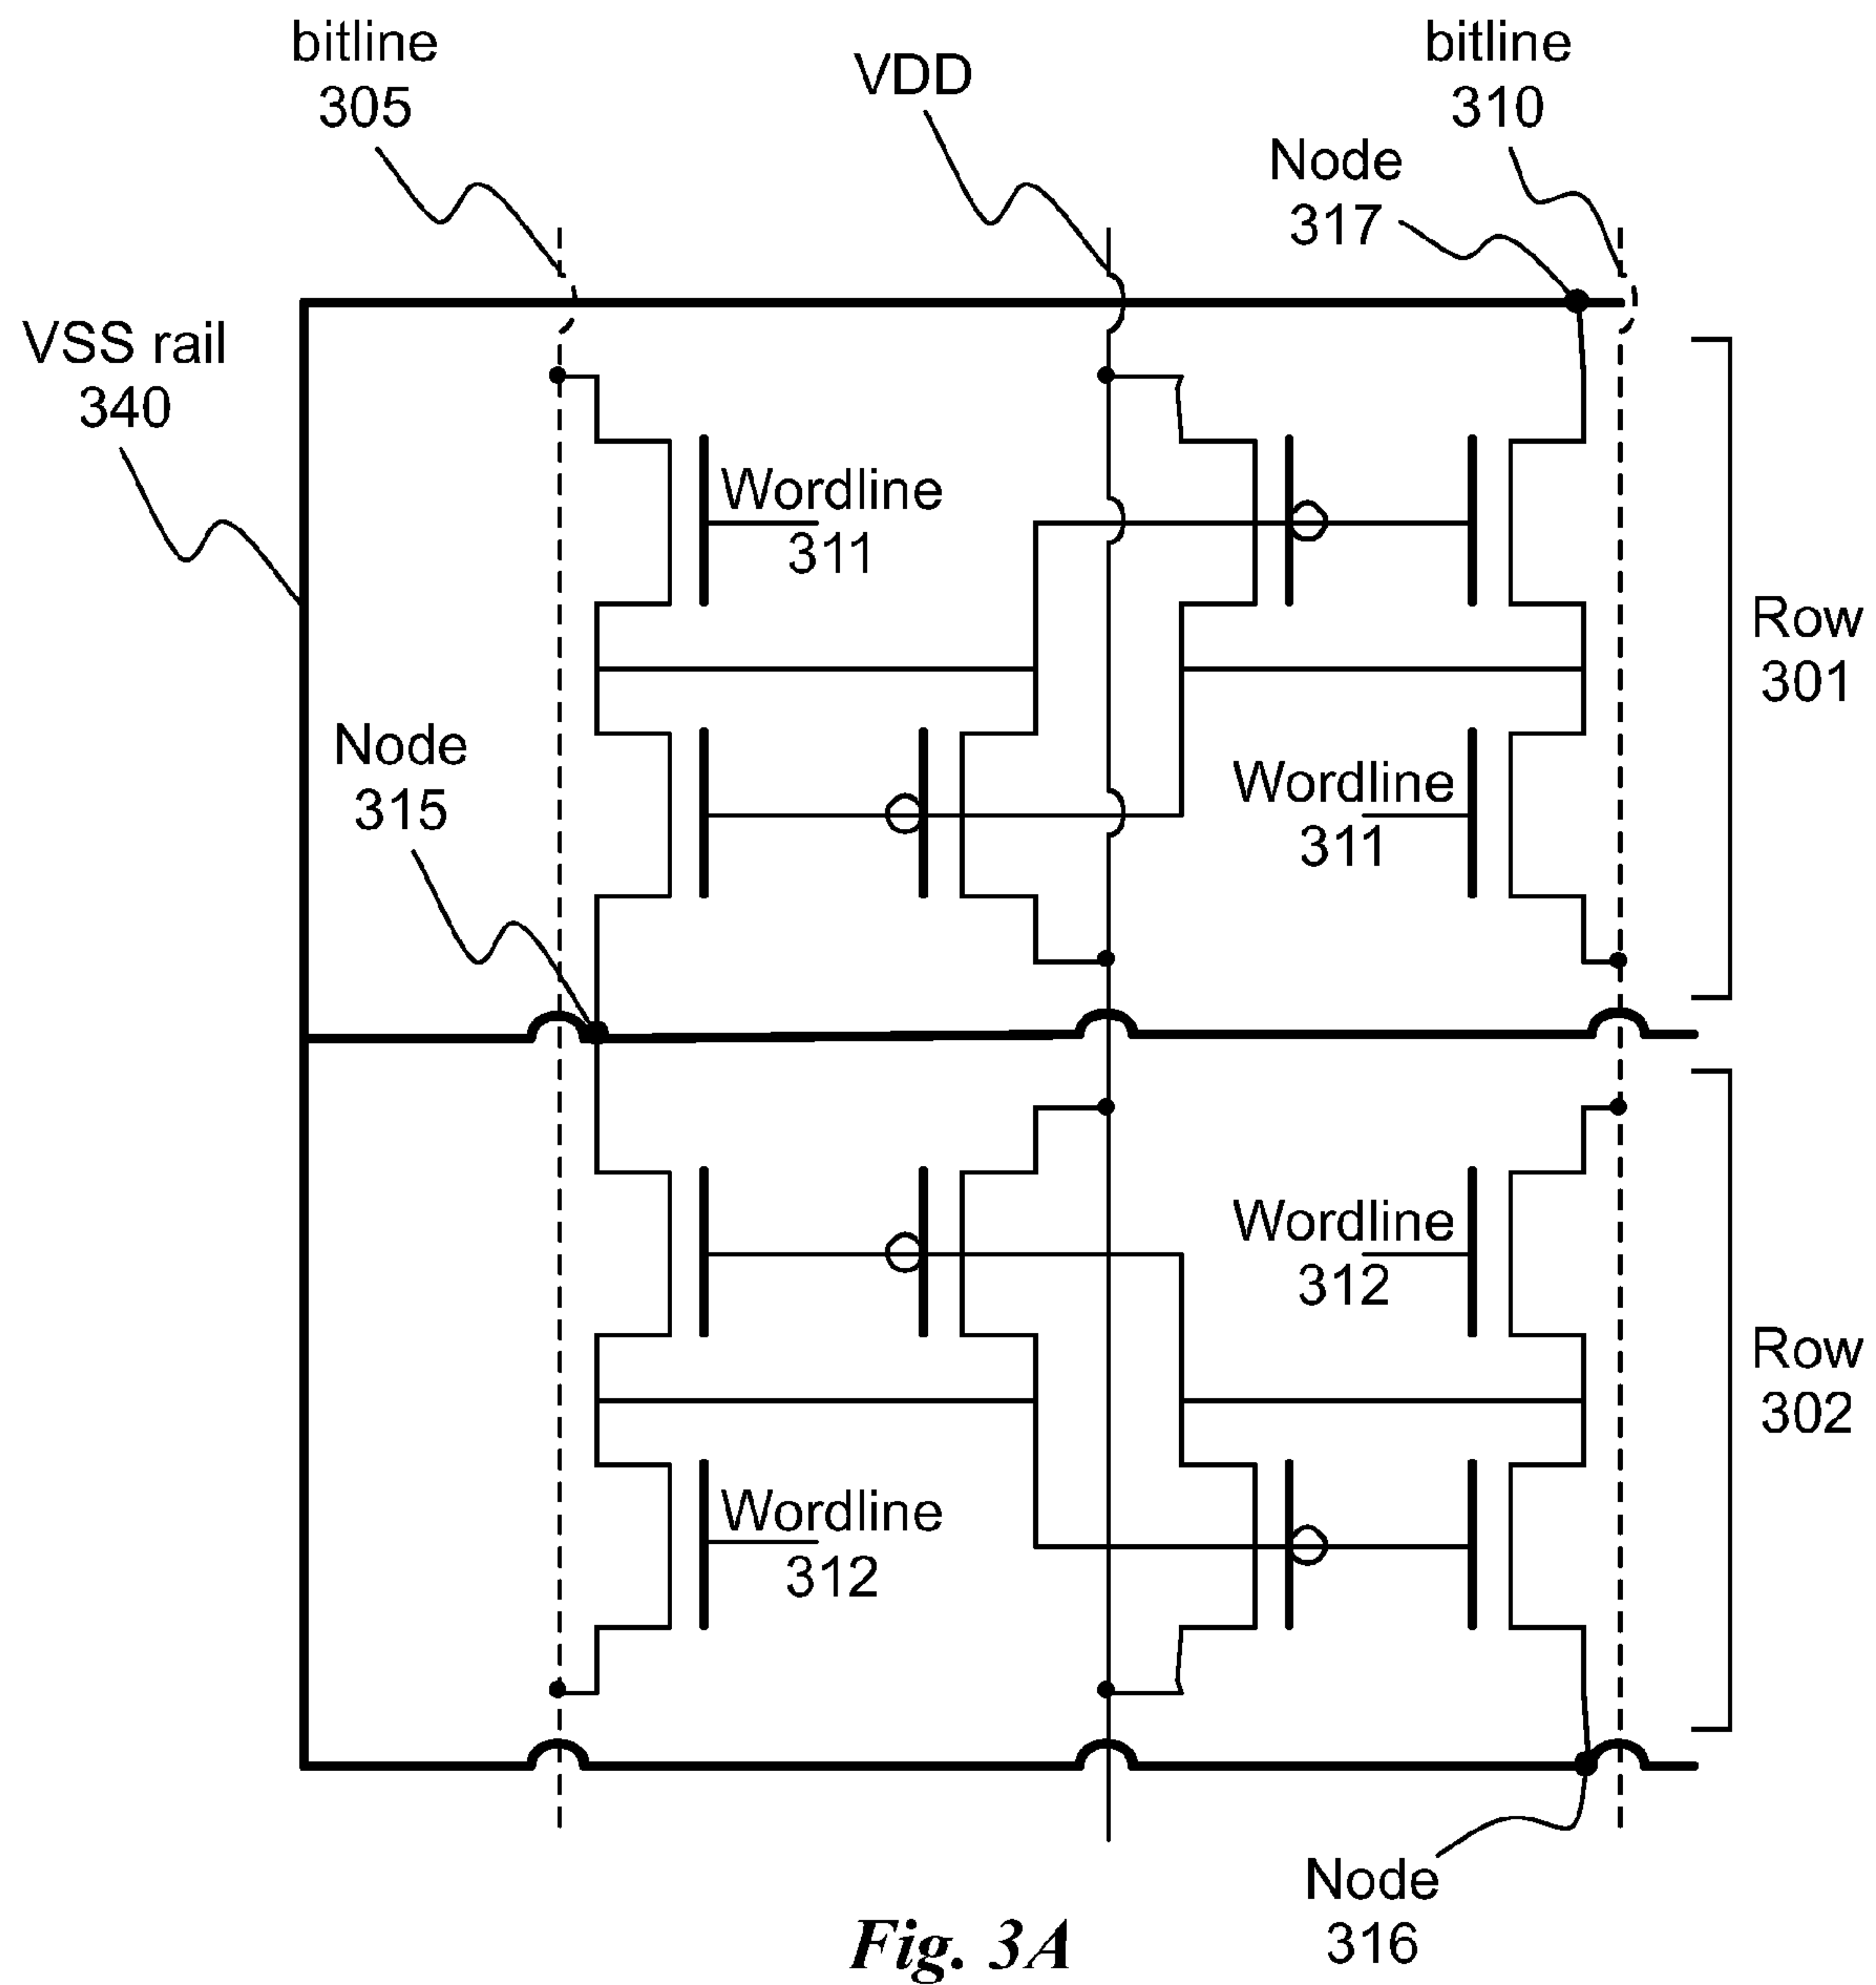 bitline
305
VDD
bitline
310
Node
317
VSS rail
340
Wordline
311
Row
301
Node
315
Wordline
311
Wordline
312
Row
302
Wordline
312
Node
316
Fig. 3A